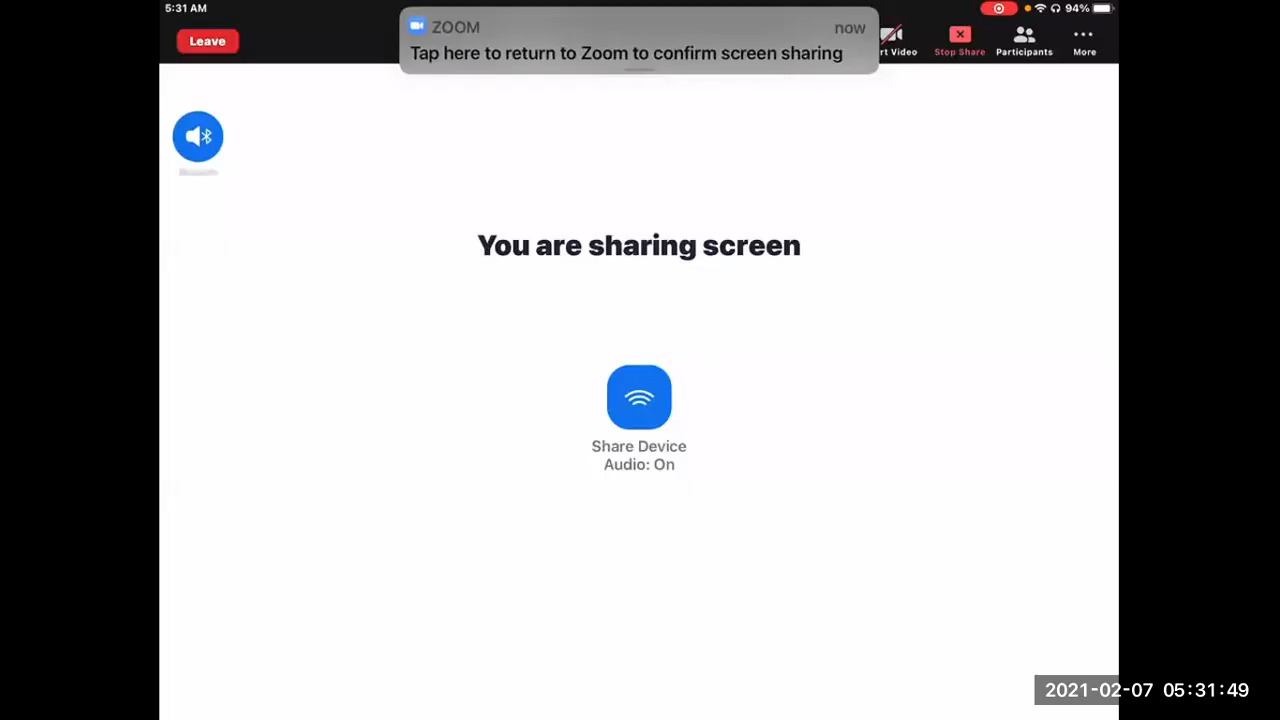 5:31 AM
94%
ZOOM
now
Tap here to return to Zoom to confirm screen sharing
Leave
rt Video
Stop Share
Participants
More
You are sharing screen
Share Device
Audio: On
2021-02-07 05:31:49